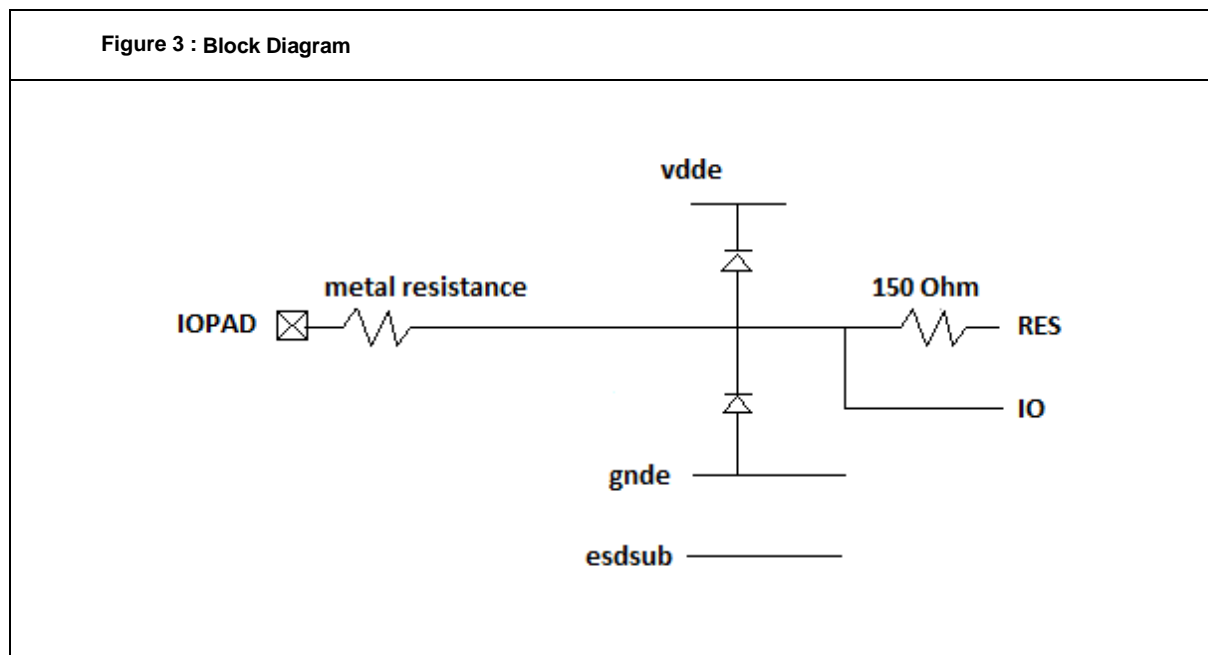 Figure 3 : Block Diagram
vdde
metal resistance
150 Ohm
IOPAD
RES
IO
gnde
esdsub